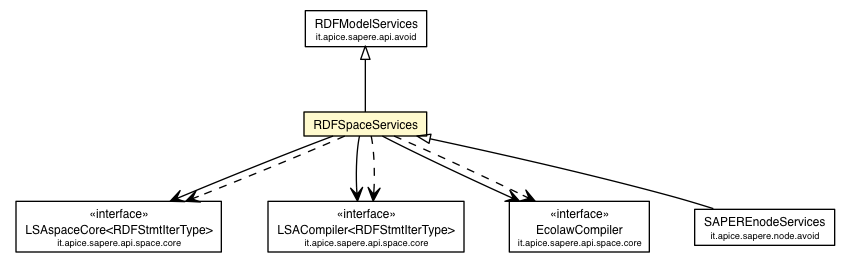 RDFModelServices
it.apice.sapere.api.avoid
RDFSpaceServices
«interface»
LSAspaceCore<RDFStmtIterType>
it.apice.sapere.api.space.core
«interface»
LSACompiler<RDFStmtIterType>
it.apice.sapere.api.space.core
«interface»
EcolawCompiler
it.apice.sapere.api.space.core
SAPEREnodeServices
it.apice.sapere.node.avoid